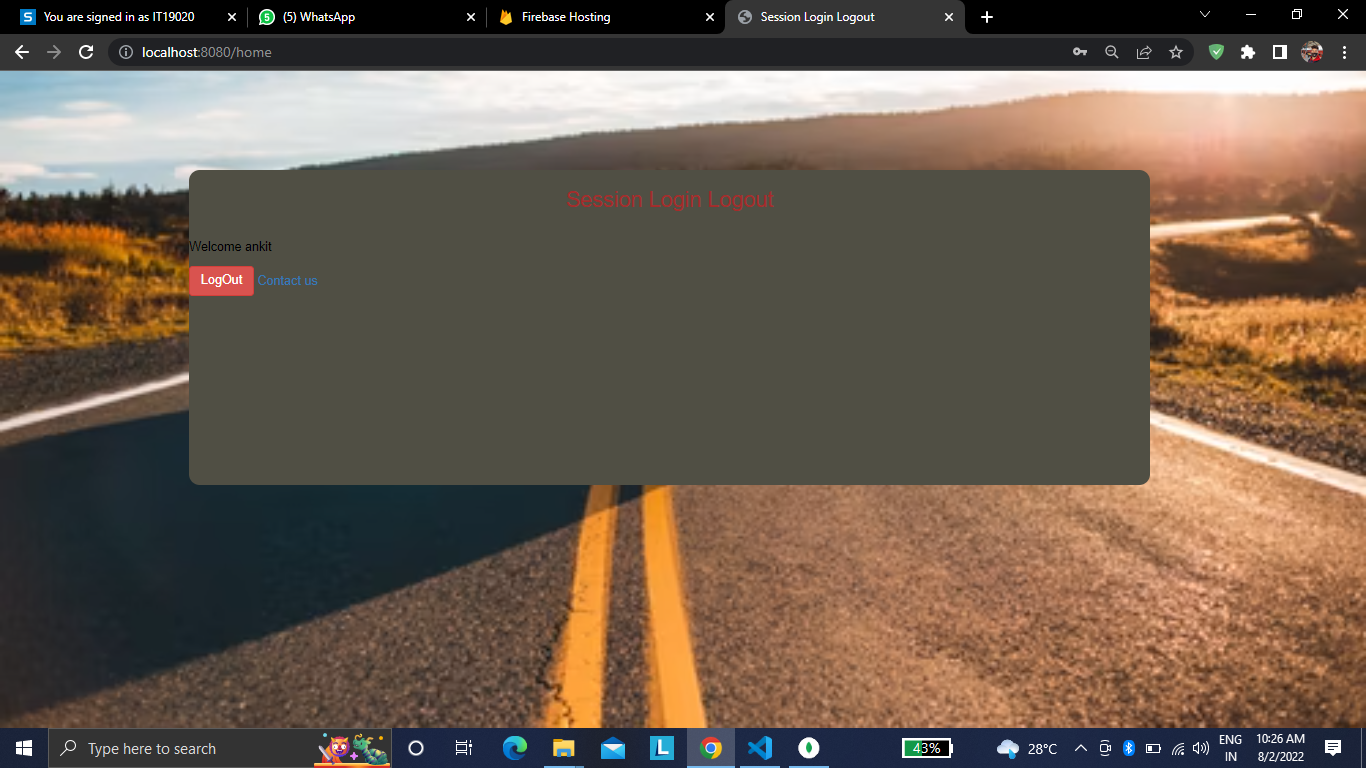 You are signed in as IT19020
(5) WhatsApp
Firebase Hosting
Session Login Logout
localhost:8080/home
Session Login Logout
Welcome ankit
LogOut Contact us
Type here to search
43%
28°C
ENG
IN
10:26 AM
8/2/2022